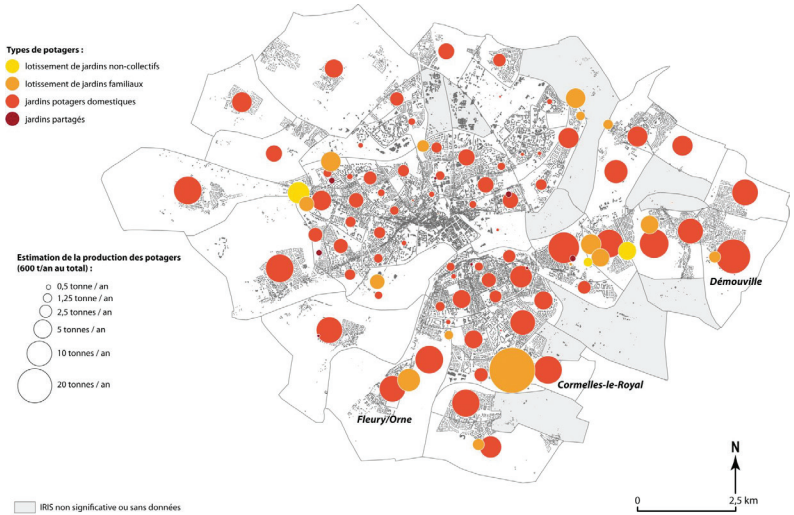 Types de potagers :
lotissement de jardins non-collectifs
lotissement de jardins familiaux
jardins potagers domestiques
jardins partagés
Estimation de la production des potagers
(600 t/an au total) :
0,5 tonne / an
1,25 tonne / an
2,5 tonnes / an
5 tonnes / an
10 tonnes / an
20 tonnes / an
Démouville
Cormelles-le-Royal
Fleury/Orne
N
0 2,5 km
IRIS non significative ou sans données